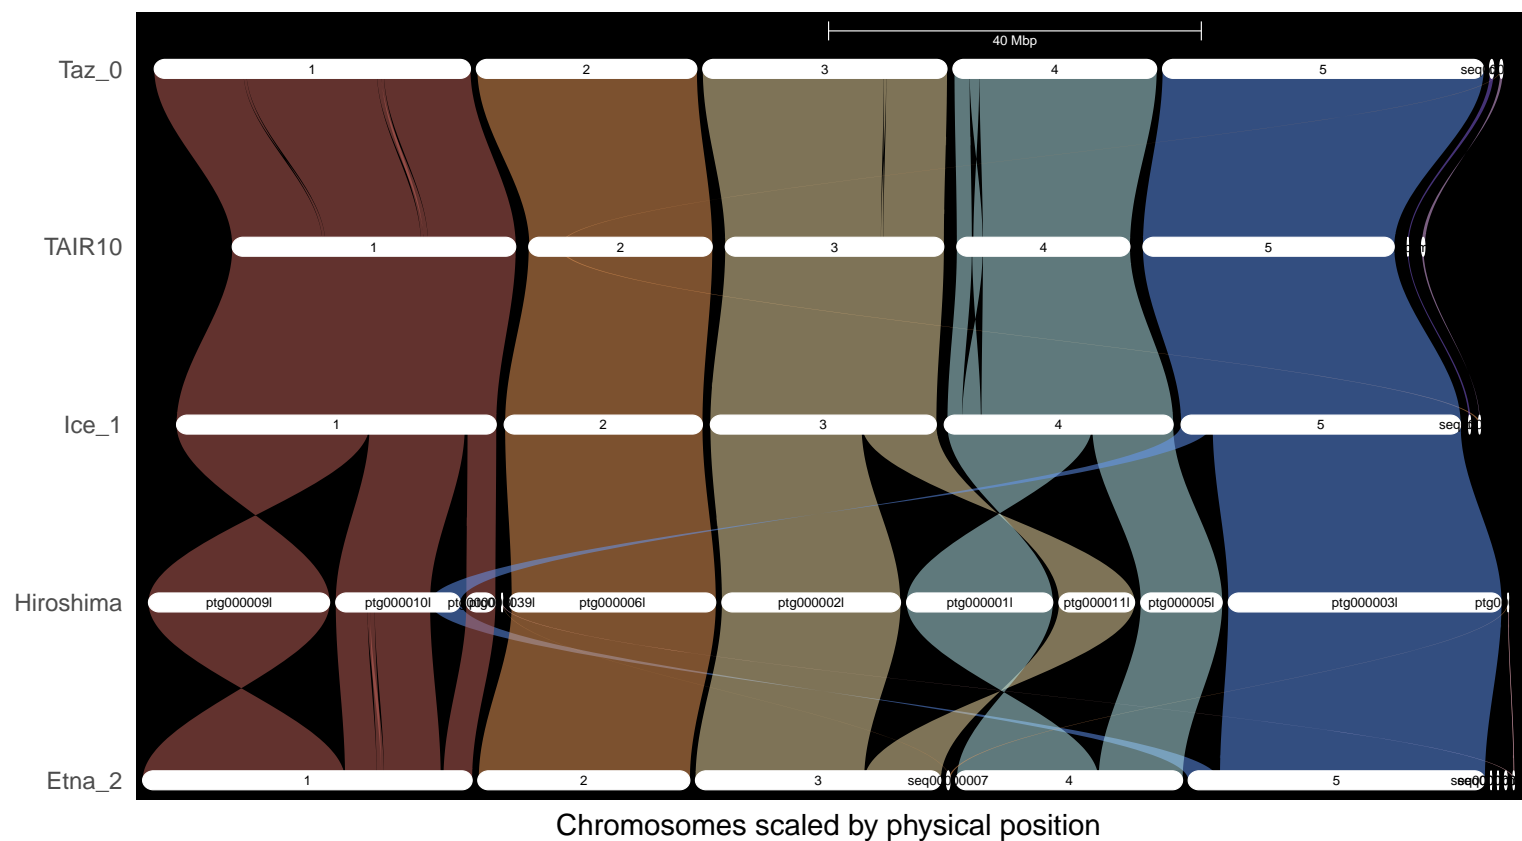 40 Mbp
Taz_0 1 2 3 4 5
TAIR10 1 2 3 4 5
Ice_1 1 2 3 4 5
Hiroshima ptg000009l ptg000010l ptg000006l ptg000002l ptg000001l ptg000011l ptg000005l ptg000003l
Etna_2 1 2 3 seq00000007 4 5
Chromosomes scaled by physical position